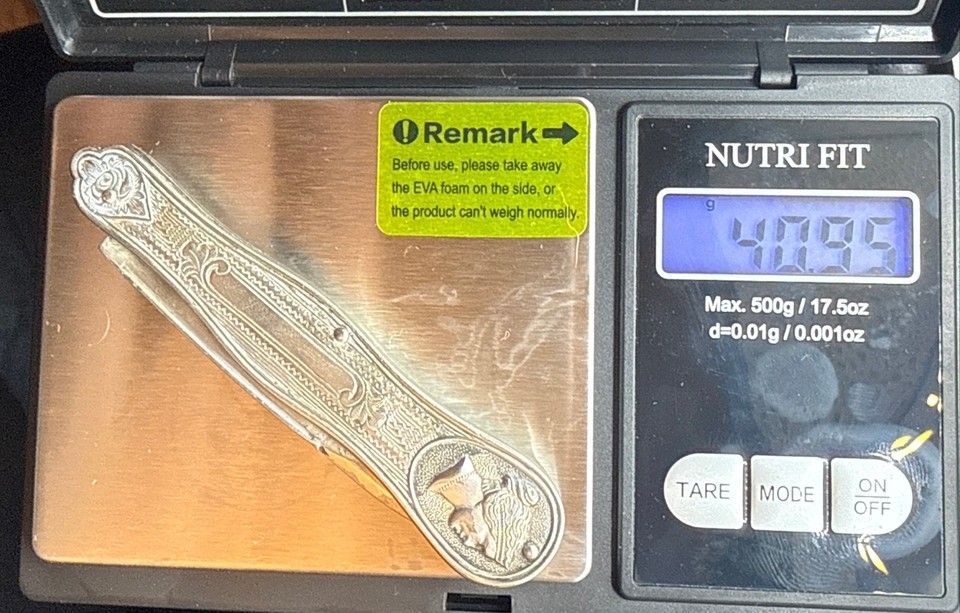 ! Remark
Before use, please take away
the EVA foam on the side, or
the product can't weigh normally.
NUTRI FIT
g
40.95
Max. 500g / 17.5oz
d=0.01g / 0.001oz
TARE
MODE
ON
OFF